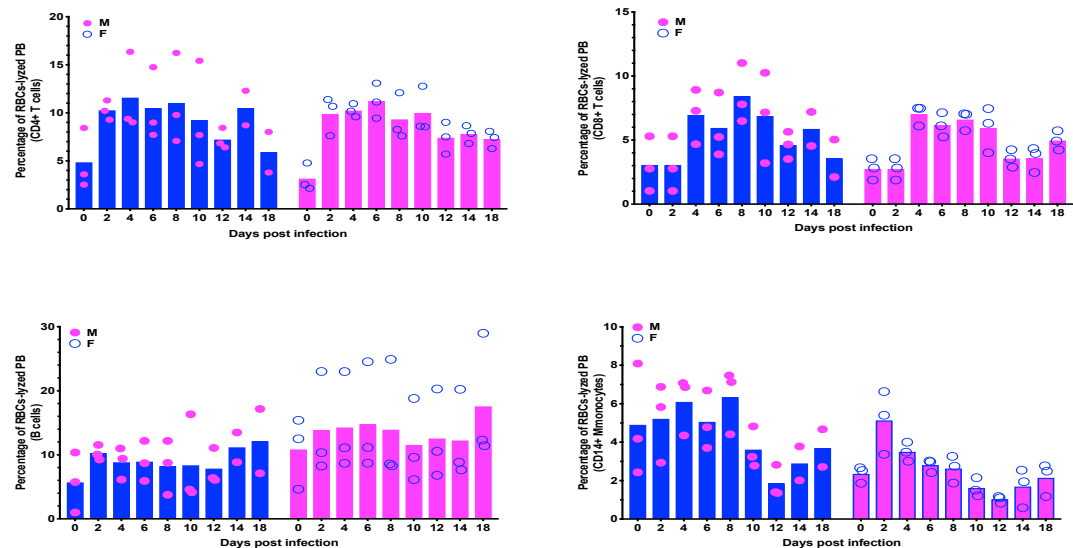 Percentage of RBCs-lyzed PB
(CD4+ T cells)
20
15
10
5
0
M
F
0 2 4 6 8 10 12 14 18 0 2 4 6 8 10 12 14 18
Days post infection
Percentage of RBCs-lyzed PB
(CD8+ T cells)
15
10
5
0
M
F
0 2 4 6 8 10 12 14 18 0 2 4 6 8 10 12 14 18
Days post infection
Percentage of RBCs-lyzed PB
(B cells)
30
20
10
0
M
F
0 2 4 6 8 10 12 14 18 0 2 4 6 8 10 12 14 18
Days post infection
Percentage of RBCs-lyzed PB
(CD14+ Mmonocytes)
10
8
6
4
2
0
M
F
0 2 4 6 8 10 12 14 18 0 2 4 6 8 10 12 14 18
Days post infection